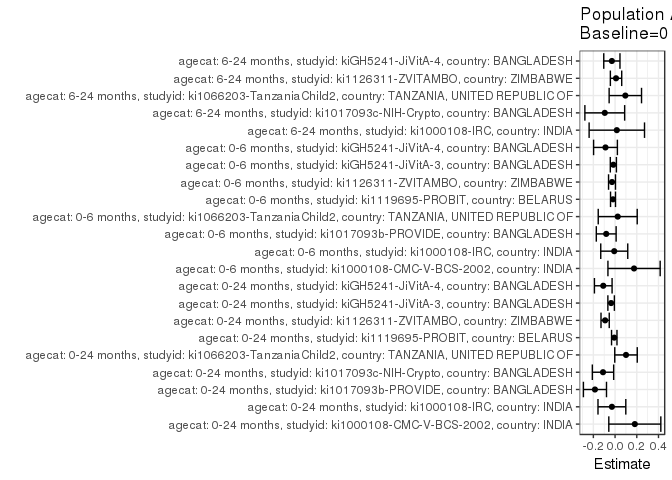 Population
Baseline=0
agecat: 6-24 months, studyid: kiGH5241-JiVitA-4, country: BANGLADESH
agecat: 6-24 months, studyid: ki1126311-ZVITAMBO, country: ZIMBABWE
agecat: 6-24 months, studyid: ki1066203-TanzaniaChild2, country: TANZANIA, UNITED REPUBLIC OF
agecat: 6-24 months, studyid: ki1017093c-NIH-Crypto, country: BANGLADESH
agecat: 6-24 months, studyid: ki1000108-IRC, country: INDIA
agecat: 0-6 months, studyid: kiGH5241-JiVitA-4, country: BANGLADESH
agecat: 0-6 months, studyid: kiGH5241-JiVitA-3, country: BANGLADESH
agecat: 0-6 months, studyid: ki1126311-ZVITAMBO, country: ZIMBABWE
agecat: 0-6 months, studyid: ki1119695-PROBIT, country: BELARUS
agecat: 0-6 months, studyid: ki1066203-TanzaniaChild2, country: TANZANIA, UNITED REPUBLIC OF
agecat: 0-6 months, studyid: ki1017093b-PROVIDE, country: BANGLADESH
agecat: 0-6 months, studyid: ki1000108-IRC, country: INDIA
agecat: 0-6 months, studyid: ki1000108-CMC-V-BCS-2002, country: INDIA
agecat: 0-24 months, studyid: kiGH5241-JiVitA-4, country: BANGLADESH
agecat: 0-24 months, studyid: kiGH5241-JiVitA-3, country: BANGLADESH
agecat: 0-24 months, studyid: ki1126311-ZVITAMBO, country: ZIMBABWE
agecat: 0-24 months, studyid: ki1119695-PROBIT, country: BELARUS
agecat: 0-24 months, studyid: ki1066203-TanzaniaChild2, country: TANZANIA, UNITED REPUBLIC OF
agecat: 0-24 months, studyid: ki1017093c-NIH-Crypto, country: BANGLADESH
agecat: 0-24 months, studyid: ki1017093b-PROVIDE, country: BANGLADESH
agecat: 0-24 months, studyid: ki1000108-IRC, country: INDIA
agecat: 0-24 months, studyid: ki1000108-CMC-V-BCS-2002, country: INDIA
-0.2 0.0 0.2 0.4
Estimate